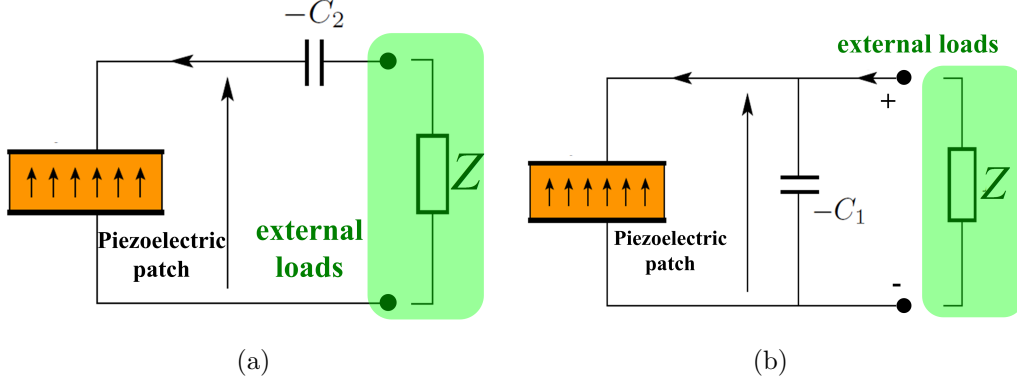 −C₂
external loads
+
Z
Z
−C₁
Piezoelectric
patch
external
loads
Piezoelectric
patch
-
(a)
(b)